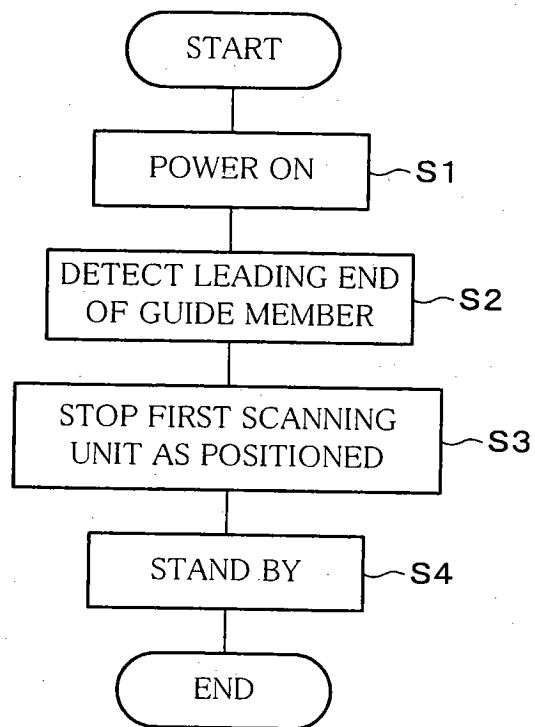 START
POWER ON
S1
DETECT LEADING END
OF GUIDE MEMBER
S2
STOP FIRST SCANNING
UNIT AS POSITIONED
S3
STAND BY
S4
END